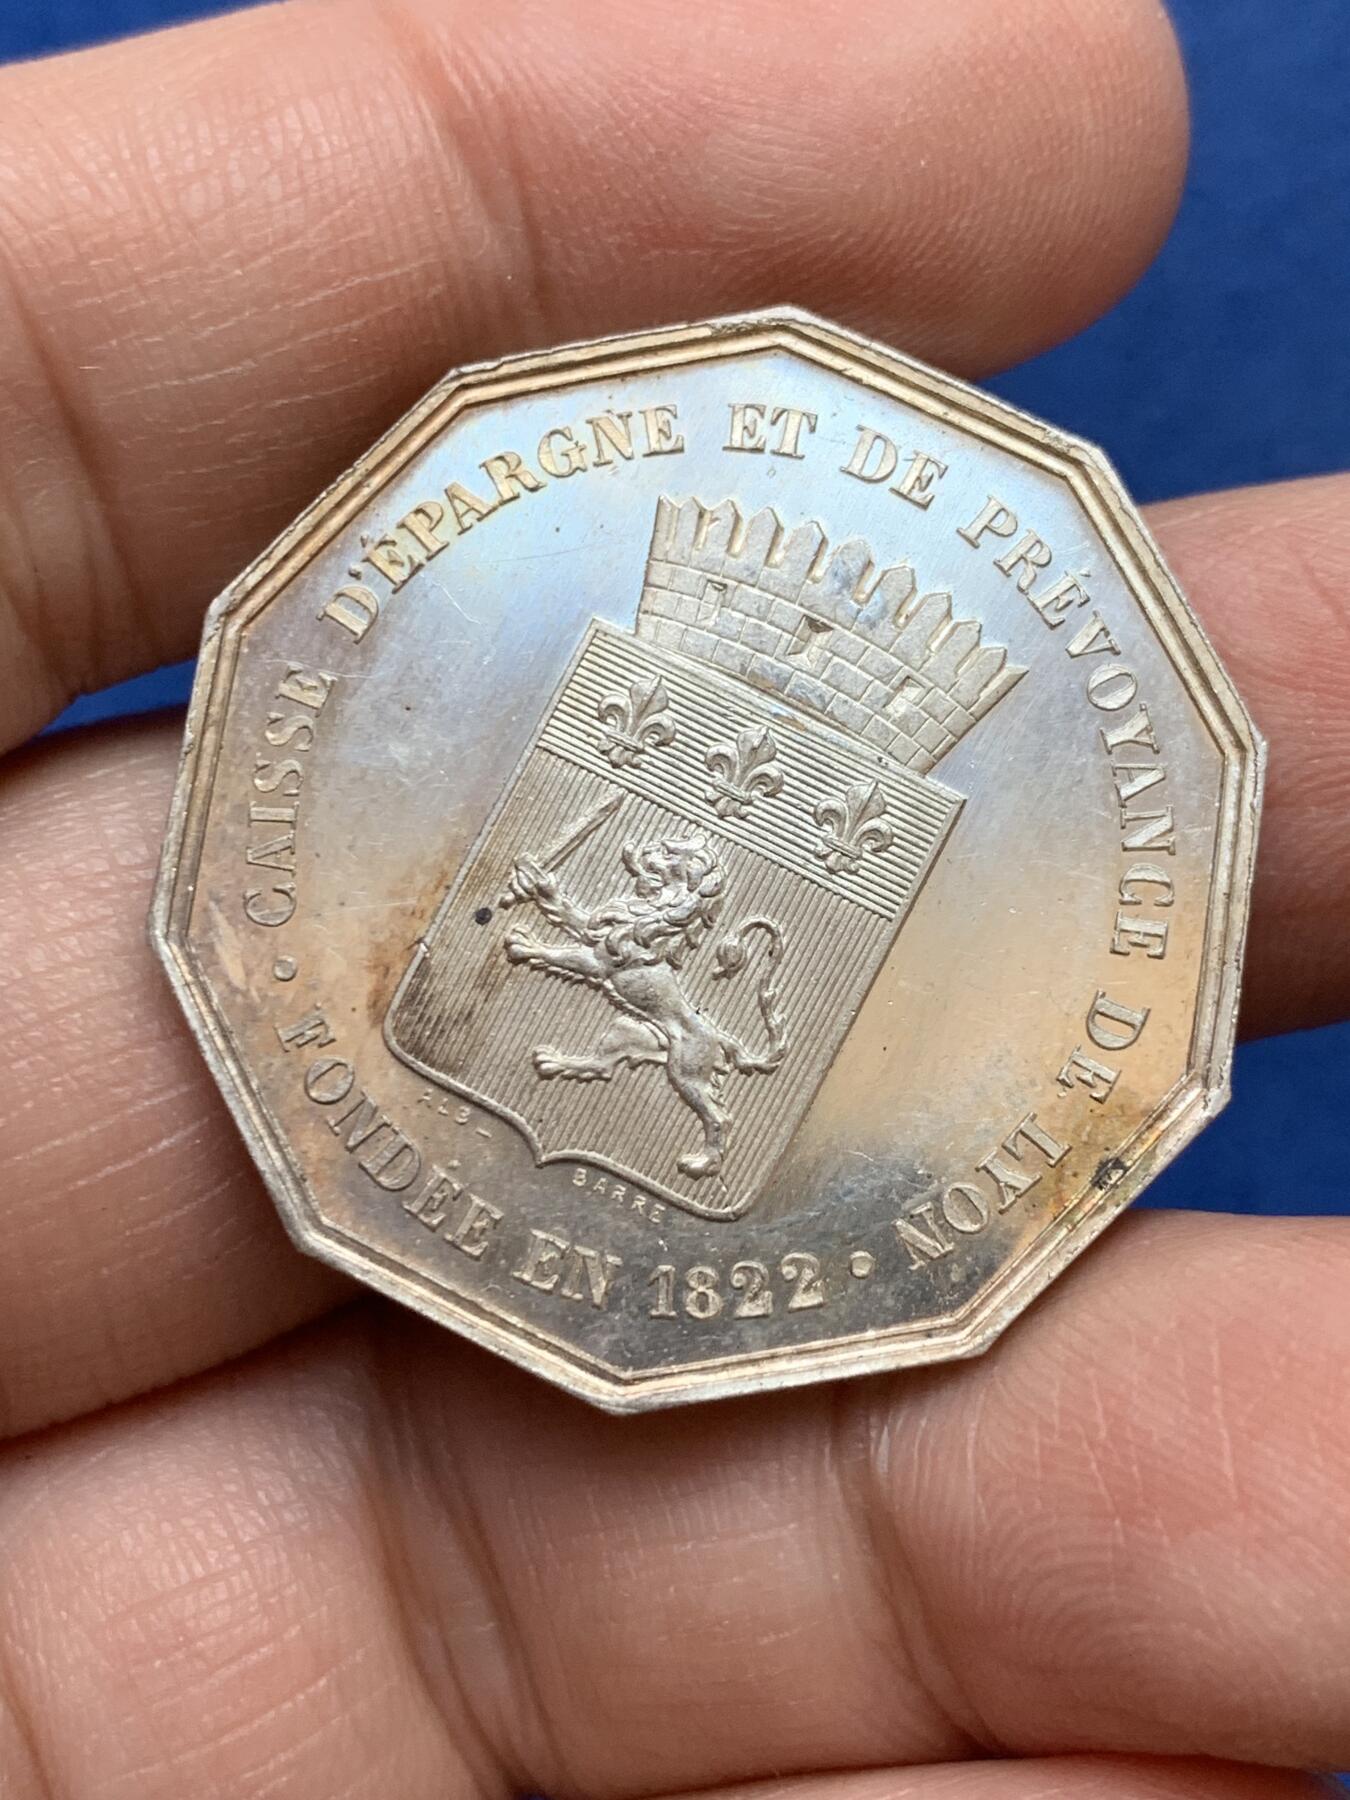 CAISSE D'ÉPARGNE ET DE PRÉVOYANCE DE LYON
• FONDÉE EN 1822 •
ALB - BARRE